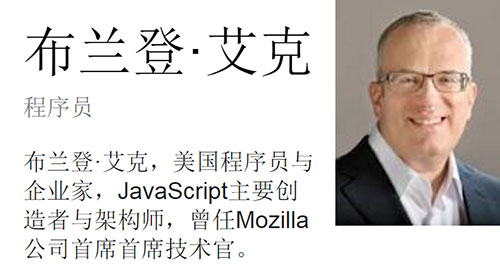 布兰登·艾克
程序员
布兰登·艾克，美国程序员与
企业家，JavaScript主要创
造者与架构师，曾任Mozilla
公司首席首席技术官。